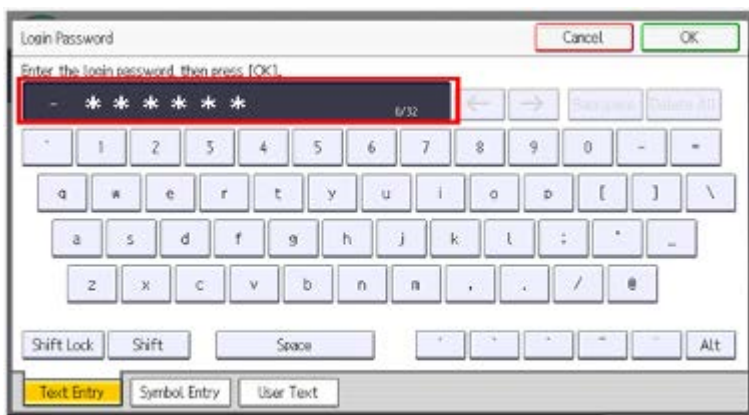 Login Password Cancel OK
Enter the login password, then press [OK].
- ****** 0/32 ← → Backspace Delete All
` 1 2 3 4 5 6 7 8 9 0 - =
q w e r t y u i o p [ ] \
a s d f g h j k l ; ' _
z x c v b n m , . / @
Shift Lock Shift Space Alt
Text Entry Symbol Entry User Text